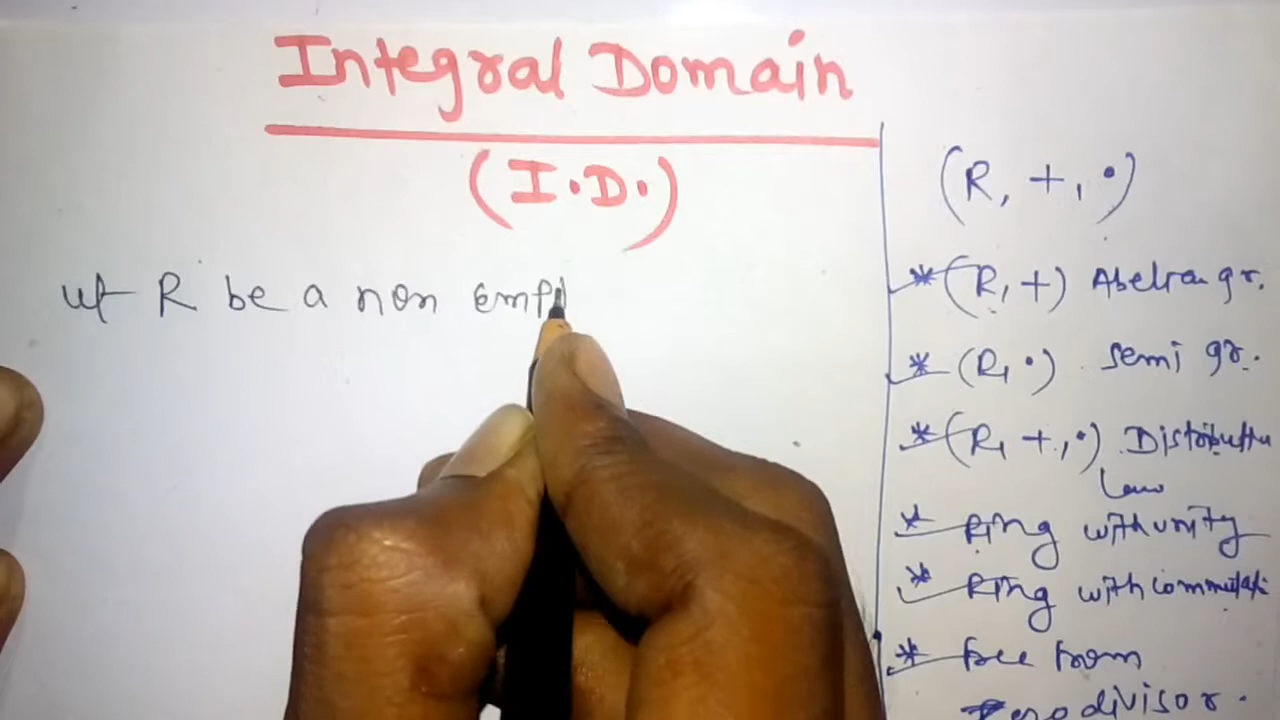 Integral Domain
(I.D.)
let R be a non Emp
(R, +, •)
* (R, +) Abelian gr.
* (R, •) Semi gr.
* (R, +, •) Distributive
Law
* Ring with unity
* Ring with commutati
* free from
Zero divisor.